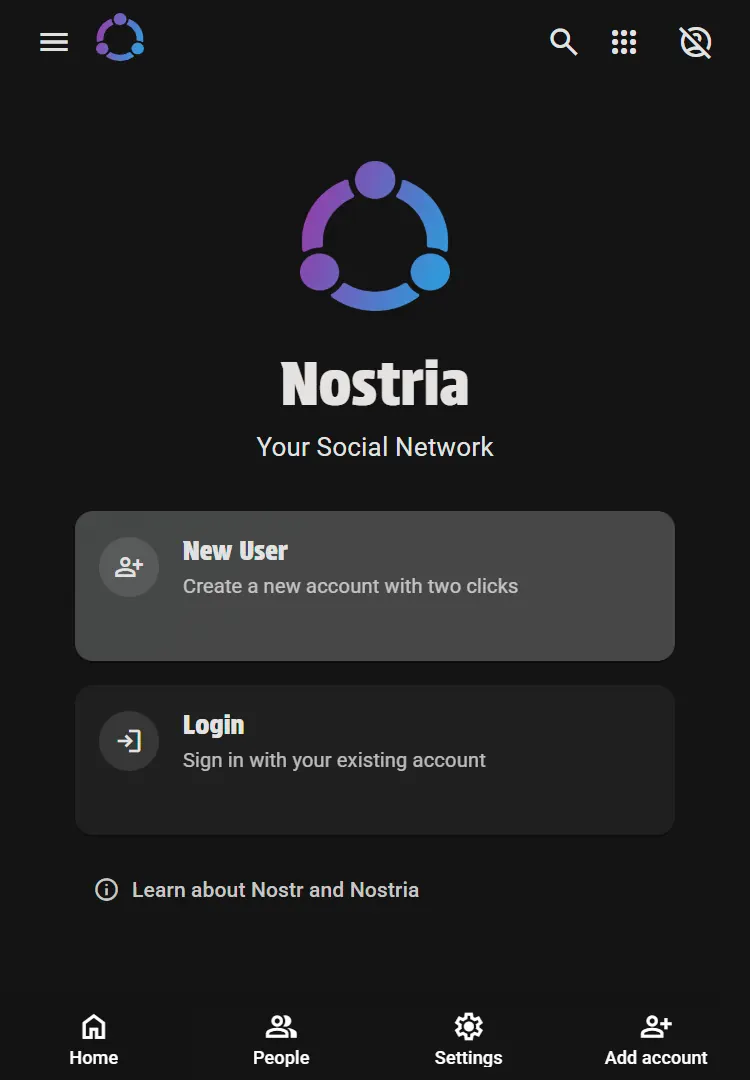 Nostria
Your Social Network
New User
Create a new account with two clicks
Login
Sign in with your existing account
Learn about Nostr and Nostria
Home
People
Settings
Add account